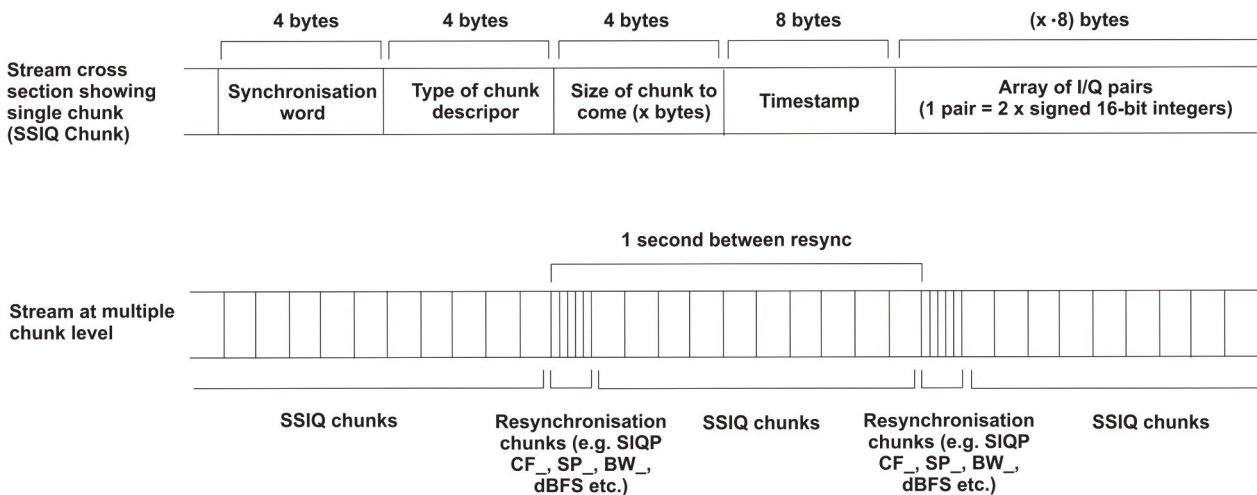 4 bytes
4 bytes
4 bytes
8 bytes
(x ·8) bytes
Stream cross
section showing
single chunk
(SSIQ Chunk)
Synchronisation
word
Type of chunk
descripor
Size of chunk to
come (x bytes)
Timestamp
Array of I/Q pairs
(1 pair = 2 x signed 16-bit integers)
1 second between resync
Stream at multiple
chunk level
SSIQ chunks
Resynchronisation
chunks (e.g. SIQP
CF_, SP_, BW_,
dBFS etc.)
SSIQ chunks
Resynchronisation
chunks (e.g. SIQP
CF_, SP_, BW_,
dBFS etc.)
SSIQ chunks